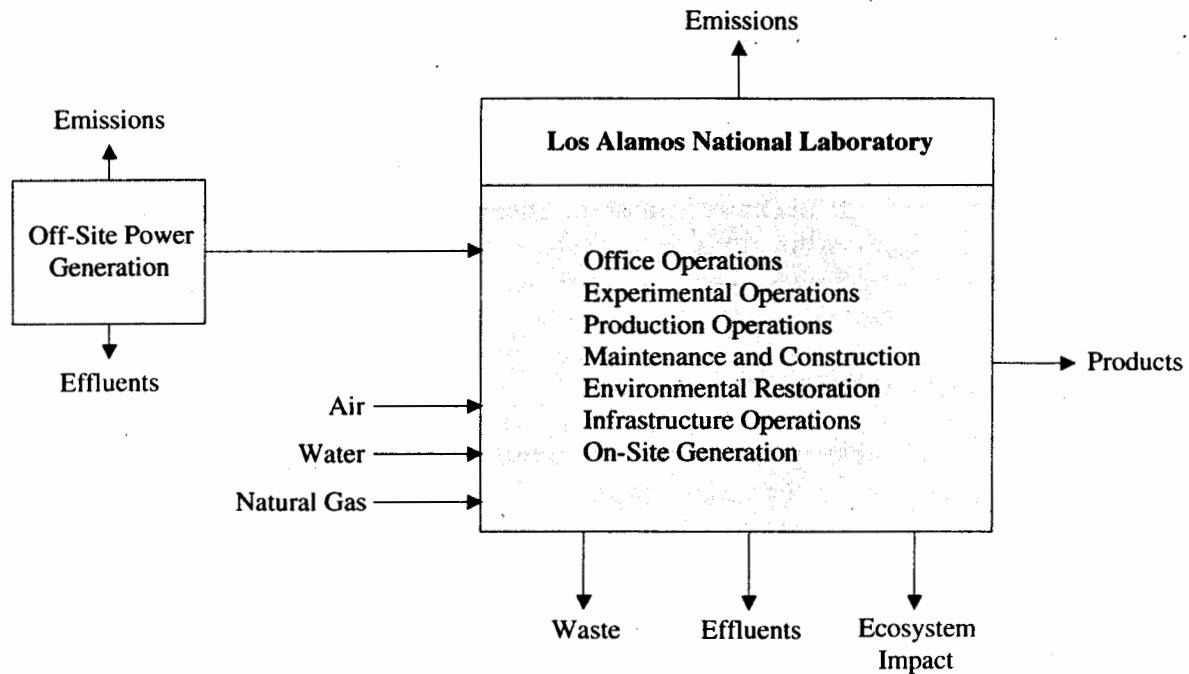 Emissions
Los Alamos National Laboratory
Emissions
Off-Site Power
Generation
Effluents
Office Operations
Experimental Operations
Production Operations
Maintenance and Construction
Environmental Restoration
Infrastructure Operations
On-Site Generation
Products
Air
Water
Natural Gas
Waste
Effluents
Ecosystem
Impact